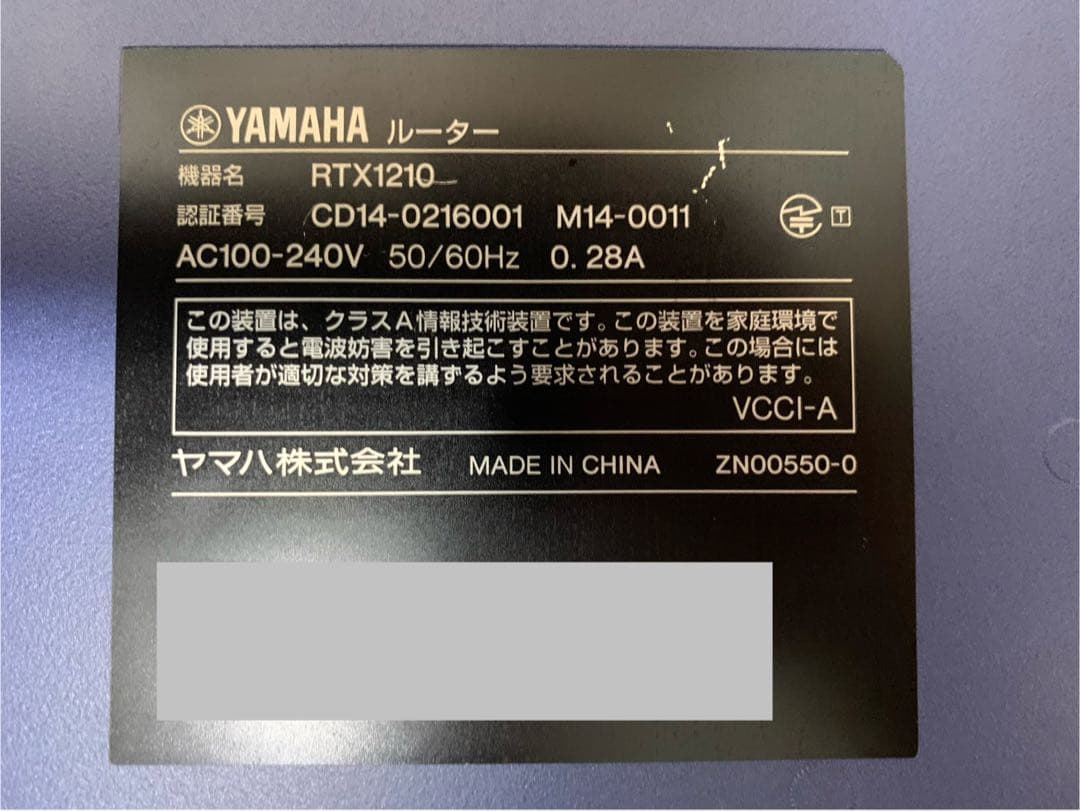 YAMAHA ルーター
機器名 RTX1210
認証番号 CD14-0216001 M14-0011 T
AC100-240V 50/60Hz 0.28A
この装置は、クラスA情報技術装置です。この装置を家庭環境で
使用すると電波妨害を引き起こすことがあります。この場合には
使用者が適切な対策を講ずるよう要求されることがあります。
VCCI-A
ヤマハ株式会社 MADE IN CHINA ZN00550-0